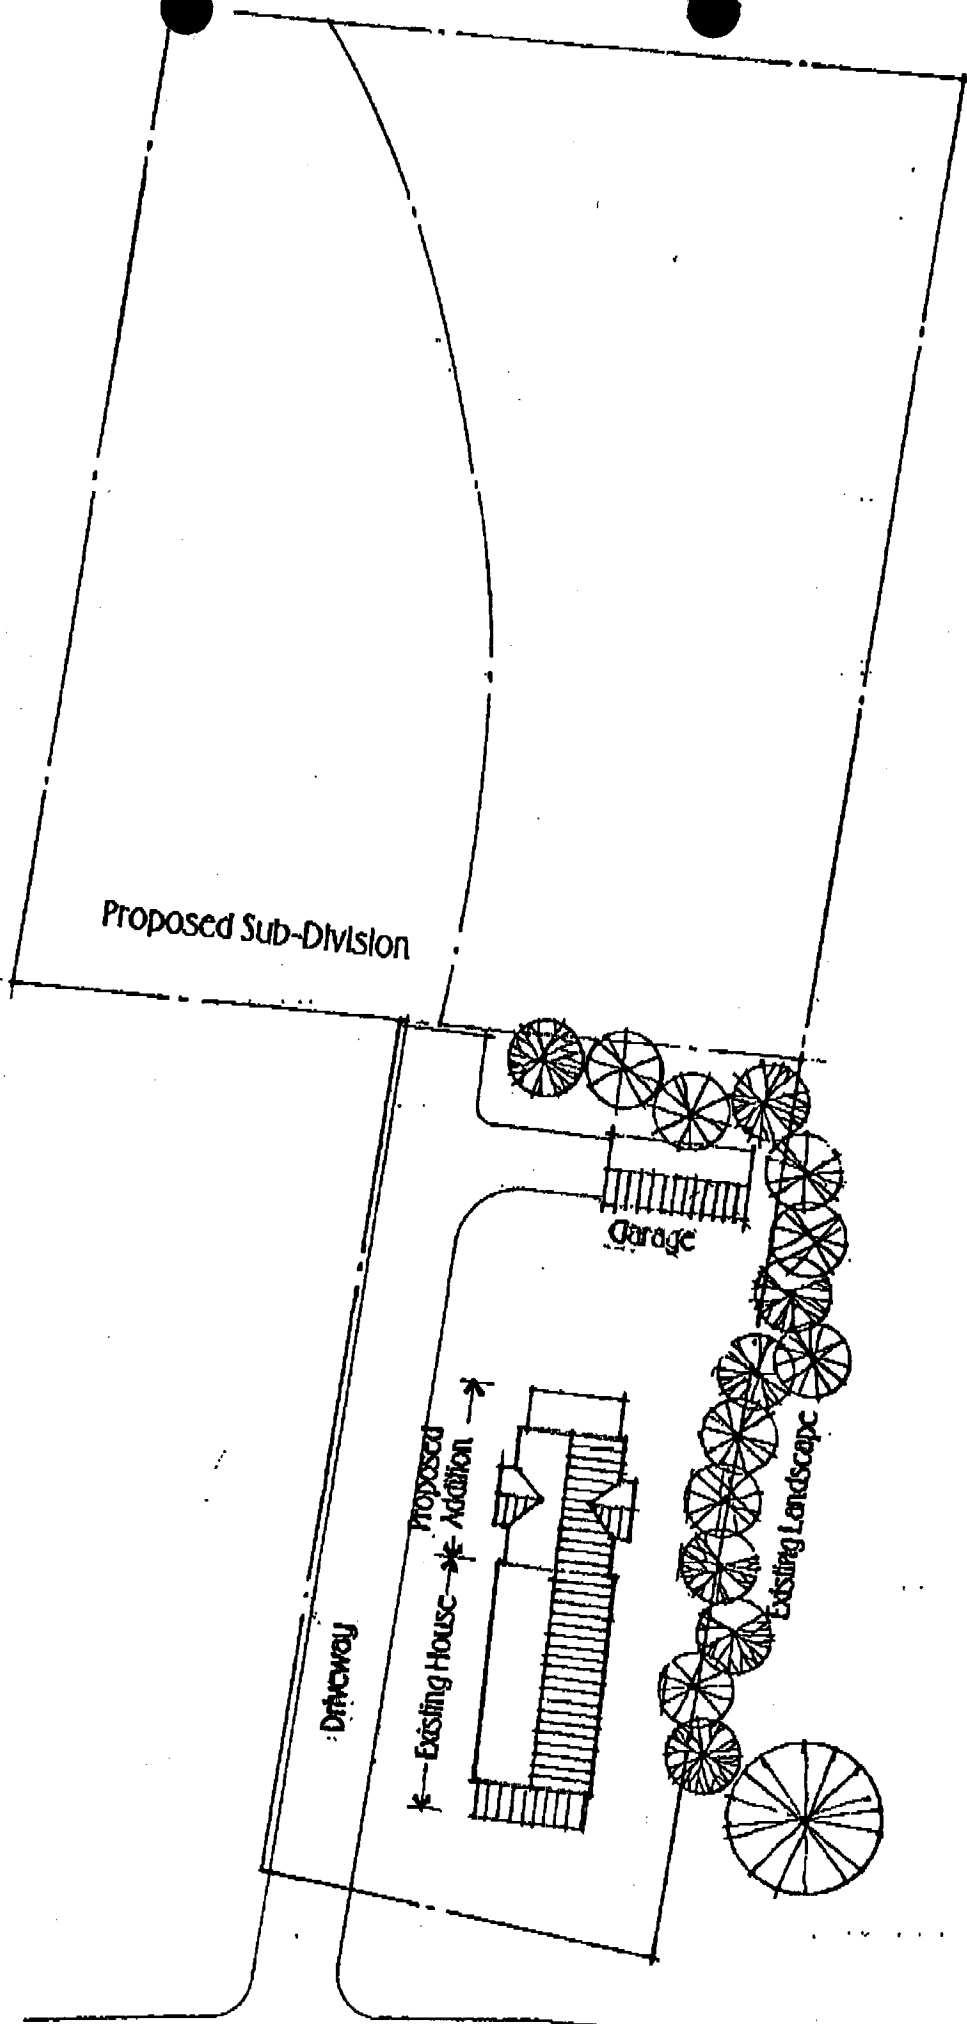 Proposed Sub-Division
Garage
Proposed
Addition
Existing House
Driveway
Existing Landscape